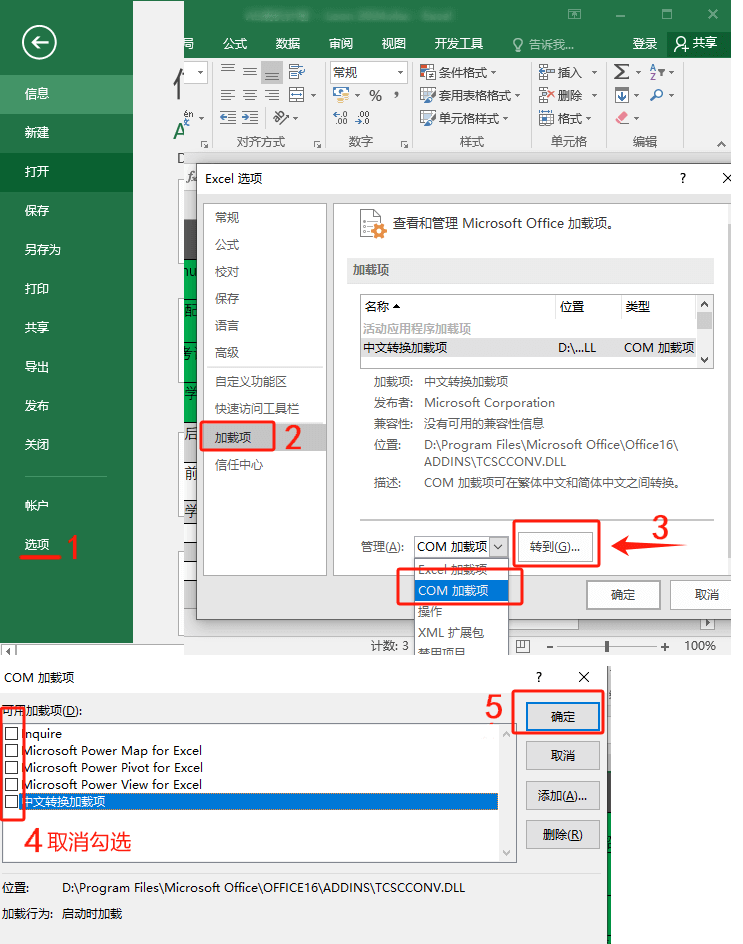 公式 数据 审阅 视图 开发工具 告诉我... 登录 共享
信息
新建
打开
保存
另存为
打印
共享
导出
发布
关闭
帐户
选项
1
常规
条件格式
套用表格格式
单元格样式
插入
删除
格式
对齐方式 数字 样式 单元格 编辑
Excel 选项
?
常规
公式
校对
保存
语言
高级
自定义功能区
快速访问工具栏
加载项
2
信任中心
查看和管理 Microsoft Office 加载项。
加载项
名称 位置 类型
活动应用程序加载项
中文转换加载项 D:\...LL COM 加载项
加载项: 中文转换加载项
发布者: Microsoft Corporation
兼容性: 没有可用的兼容性信息
位置: D:\Program Files\Microsoft Office\Office16\
ADDINS\TCSCCONV.DLL
描述: COM 加载项可在繁体中文和简体中文之间转换。
管理(A): COM 加载项 转到(G)...
3
Excel 加载项
COM 加载项
操作
XML 扩展包
禁用项目
确定 取消
计数: 3 100%
COM 加载项
?
可用加载项(D):
Inquire
Microsoft Power Map for Excel
Microsoft Power Pivot for Excel
Microsoft Power View for Excel
中文转换加载项
4 取消勾选
5
确定
取消
添加(A)...
删除(R)
位置: D:\Program Files\Microsoft Office\OFFICE16\ADDINS\TCSCCONV.DLL
加载行为: 启动时加载